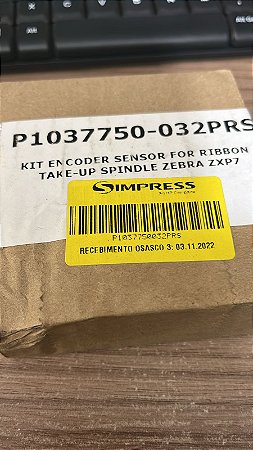 P1037750-032PRS
KIT ENCODER SENSOR FOR RIBBON
TAKE-UP SPINDLE ZEBRA ZXP7
SIMPRESS
P1037750032PRS
RECEBIMENTO OSASCO 3: 03.11.2022